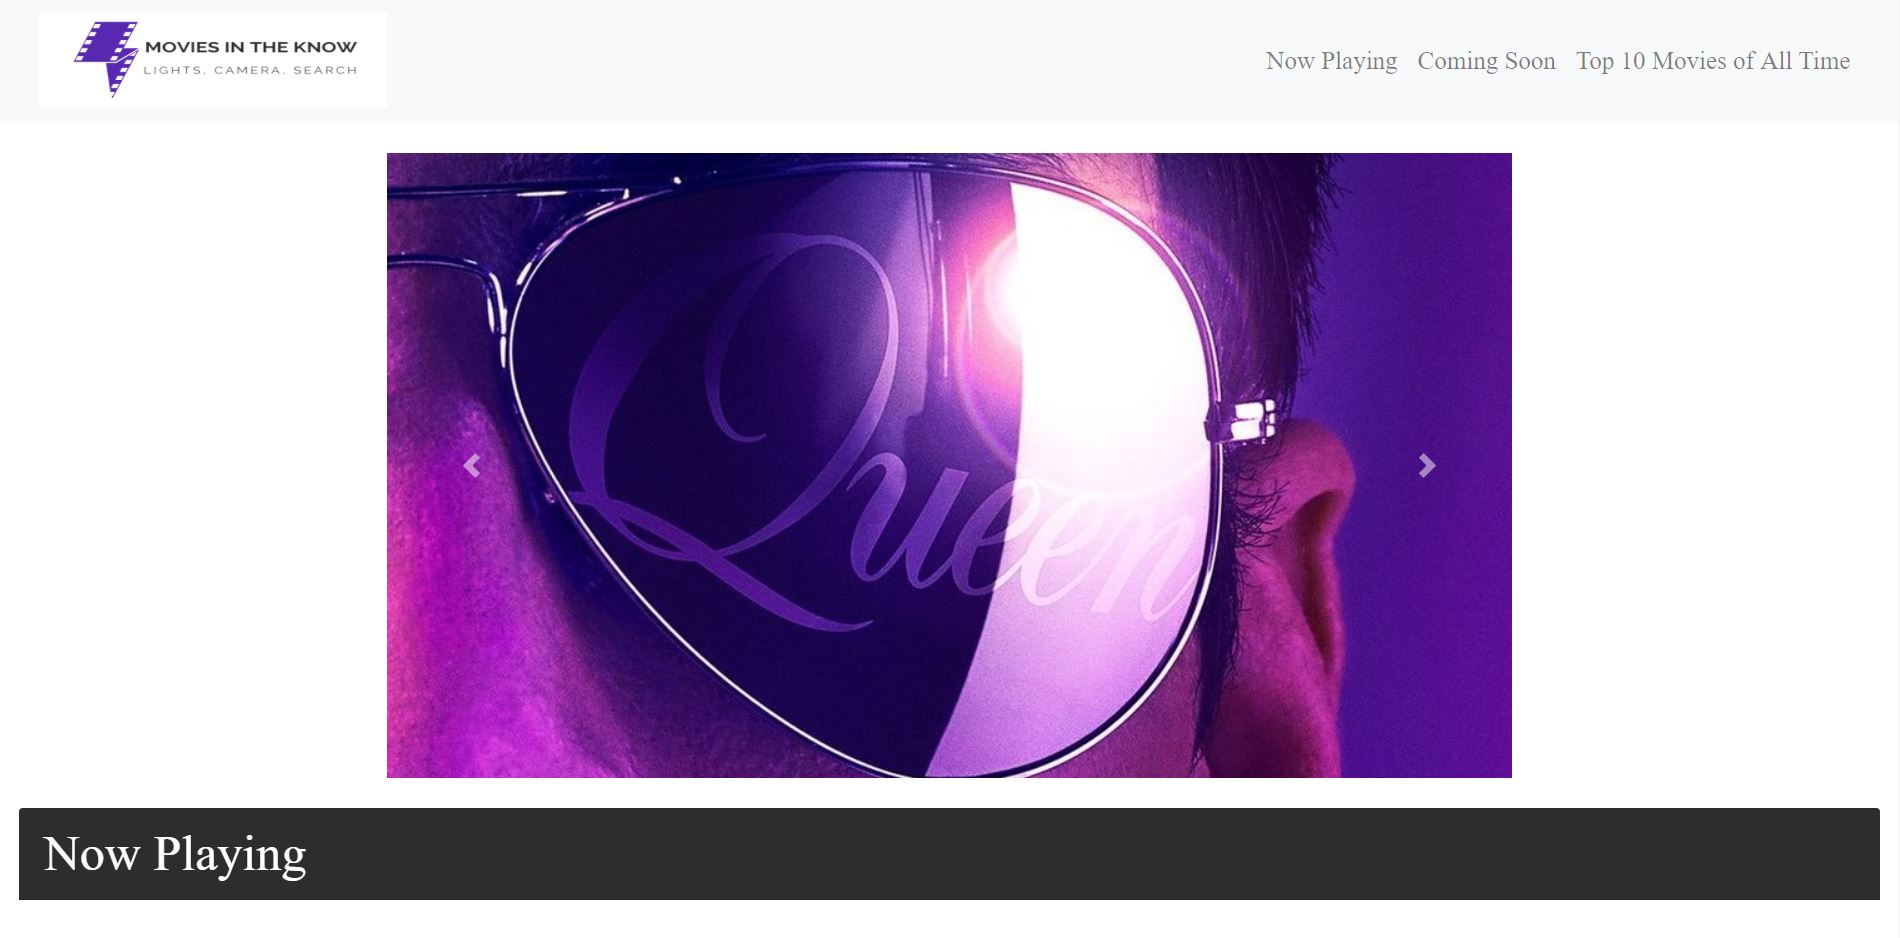 MOVIES IN THE KNOW
LIGHTS, CAMERA, SEARCH
Now Playing Coming Soon Top 10 Movies of All Time
Queen
Now Playing